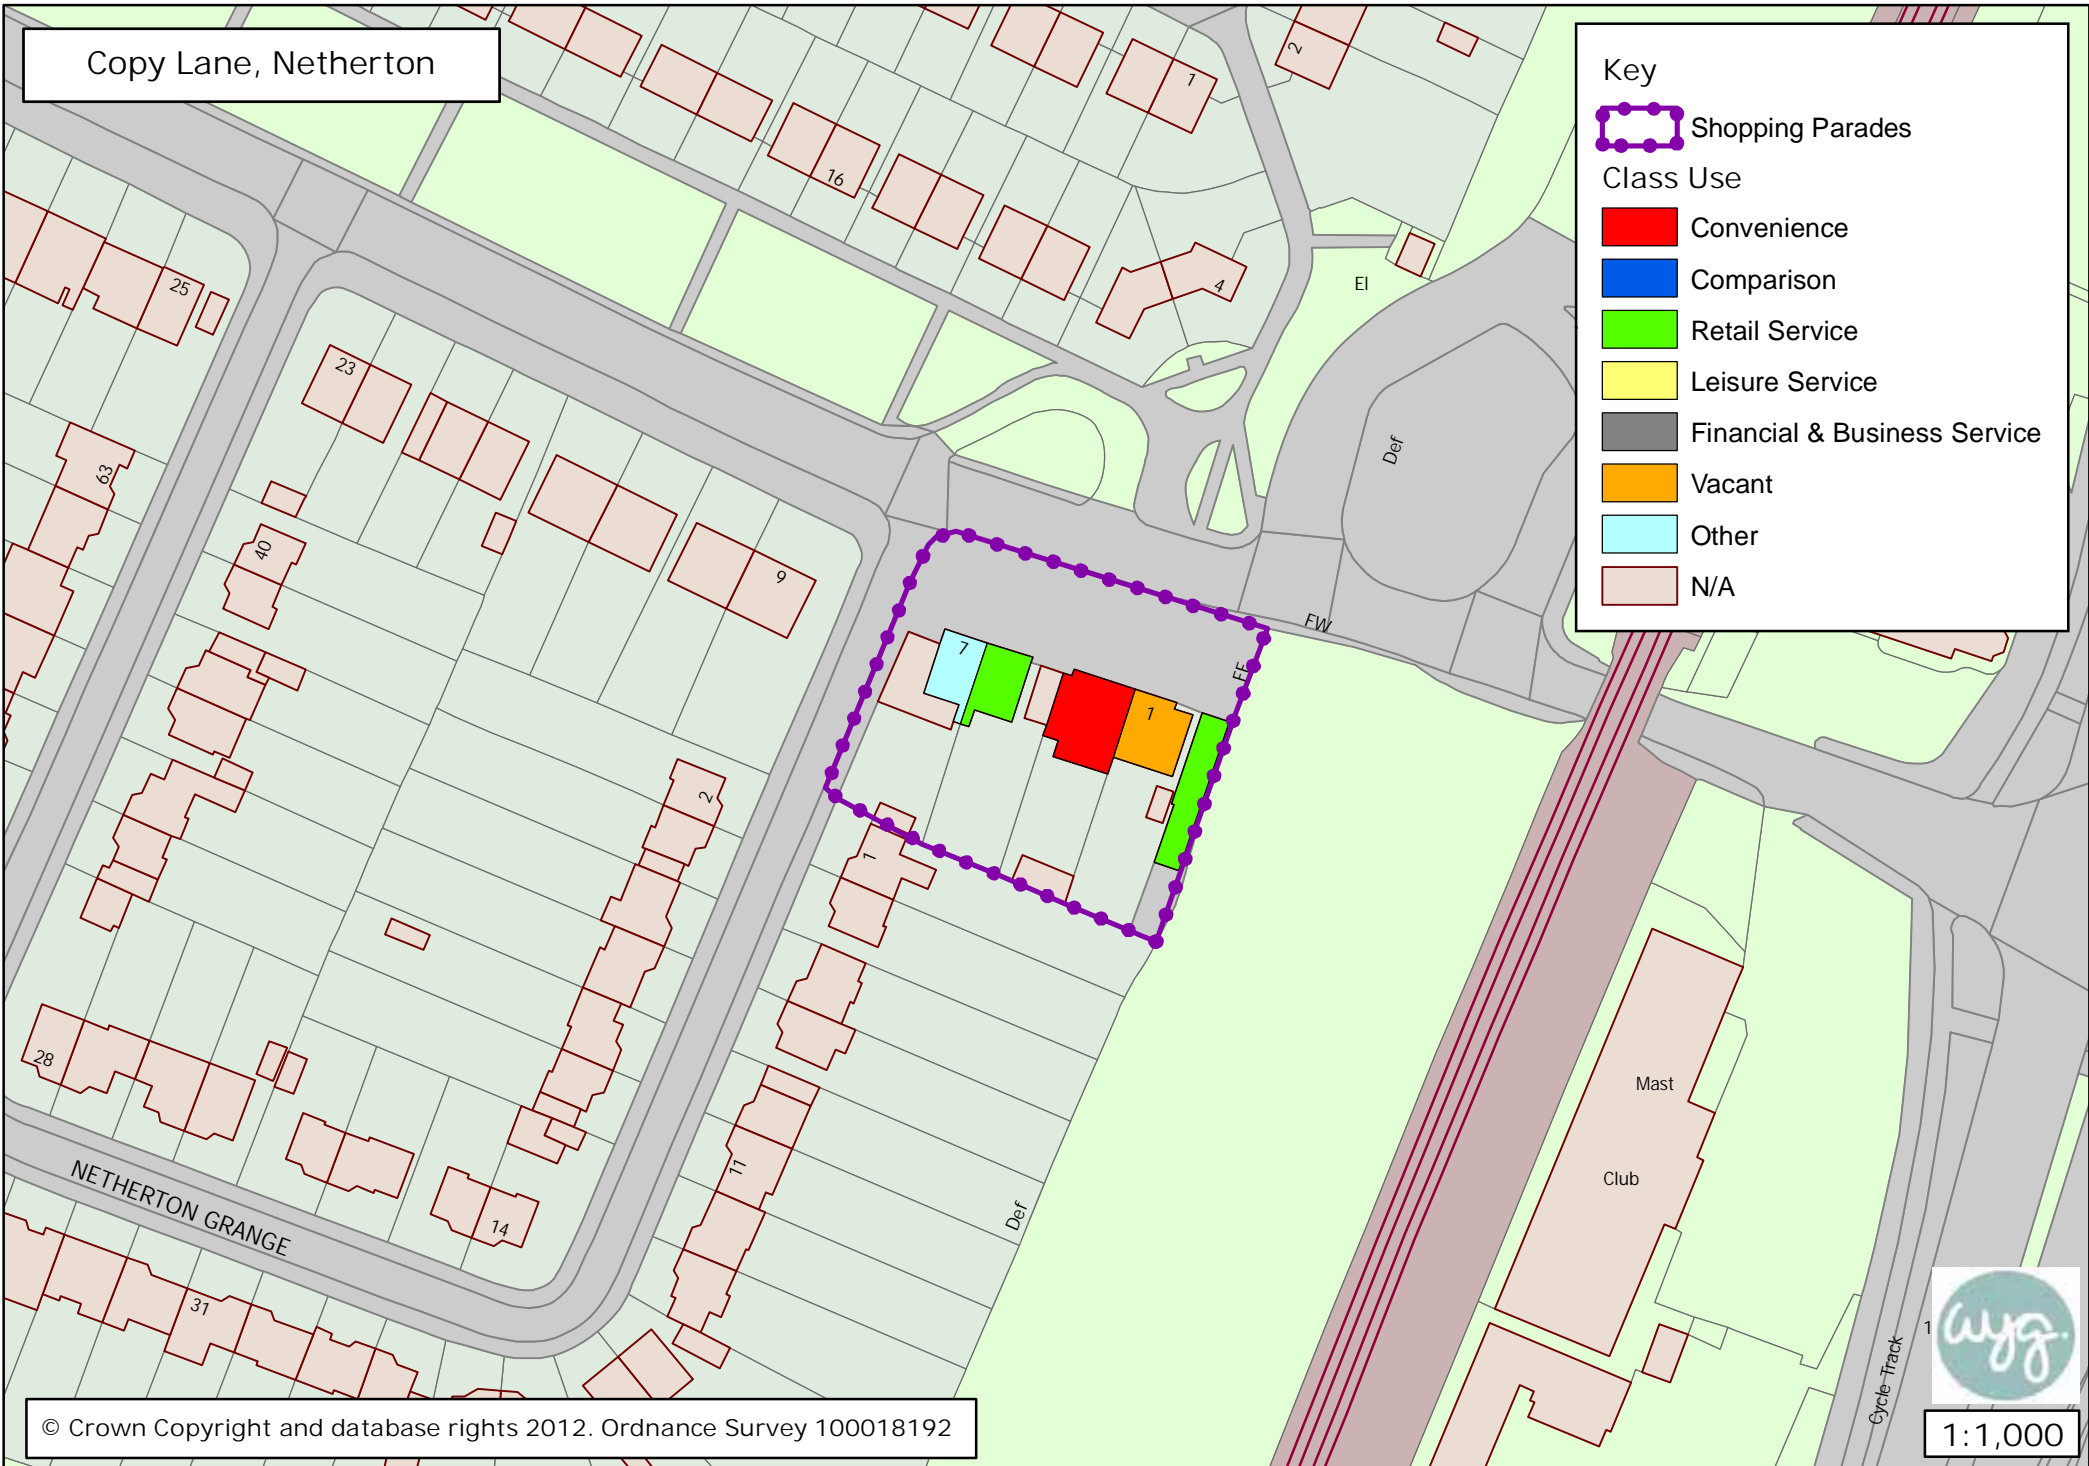 Copy Lane, Netherton
Key
Shopping Parades
Class Use
Convenience
Comparison
Retail Service
Leisure Service
Financial & Business Service
Vacant
Other
N/A
1
2
16
4
El
25
23
Def
63
40
9
FW
7
FF
1
2
1
28
Mast
11
Club
14
Def
NETHERTON GRANGE
31
1
ayg.
Cycle Track
© Crown Copyright and database rights 2012. Ordnance Survey 100018192
1:1,000